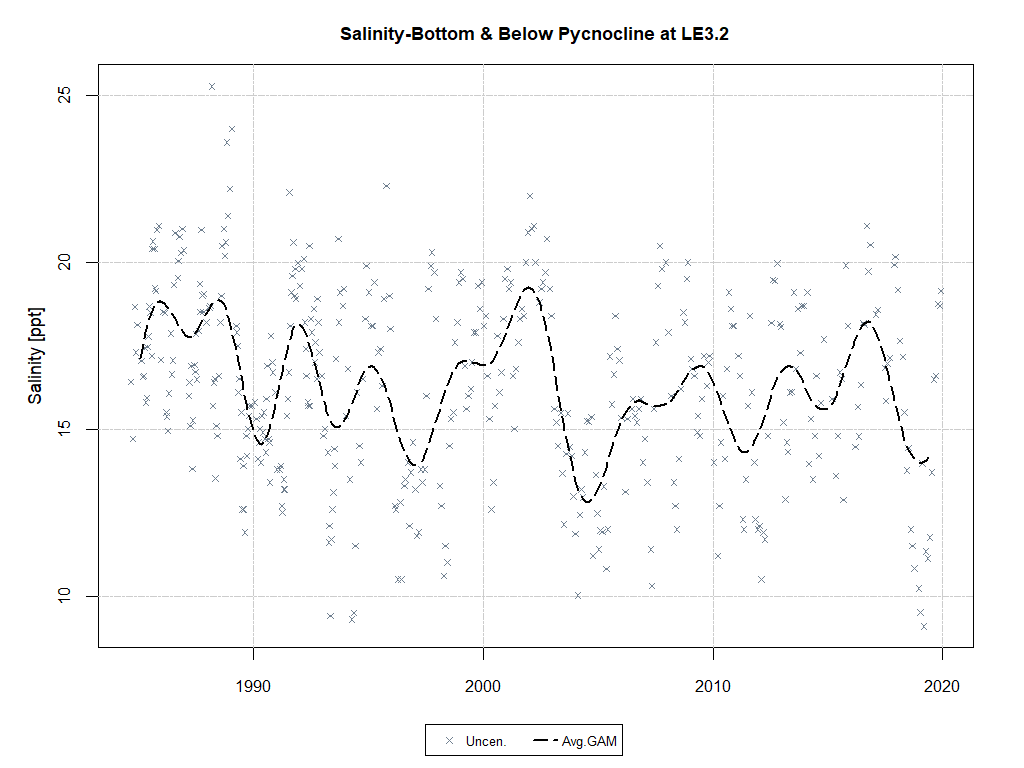 Salinity-Bottom & Below Pycnocline at LE3.2
Salinity [ppt]
25
20
15
10
1990
2000
2010
2020
Uncen.
Avg.GAM